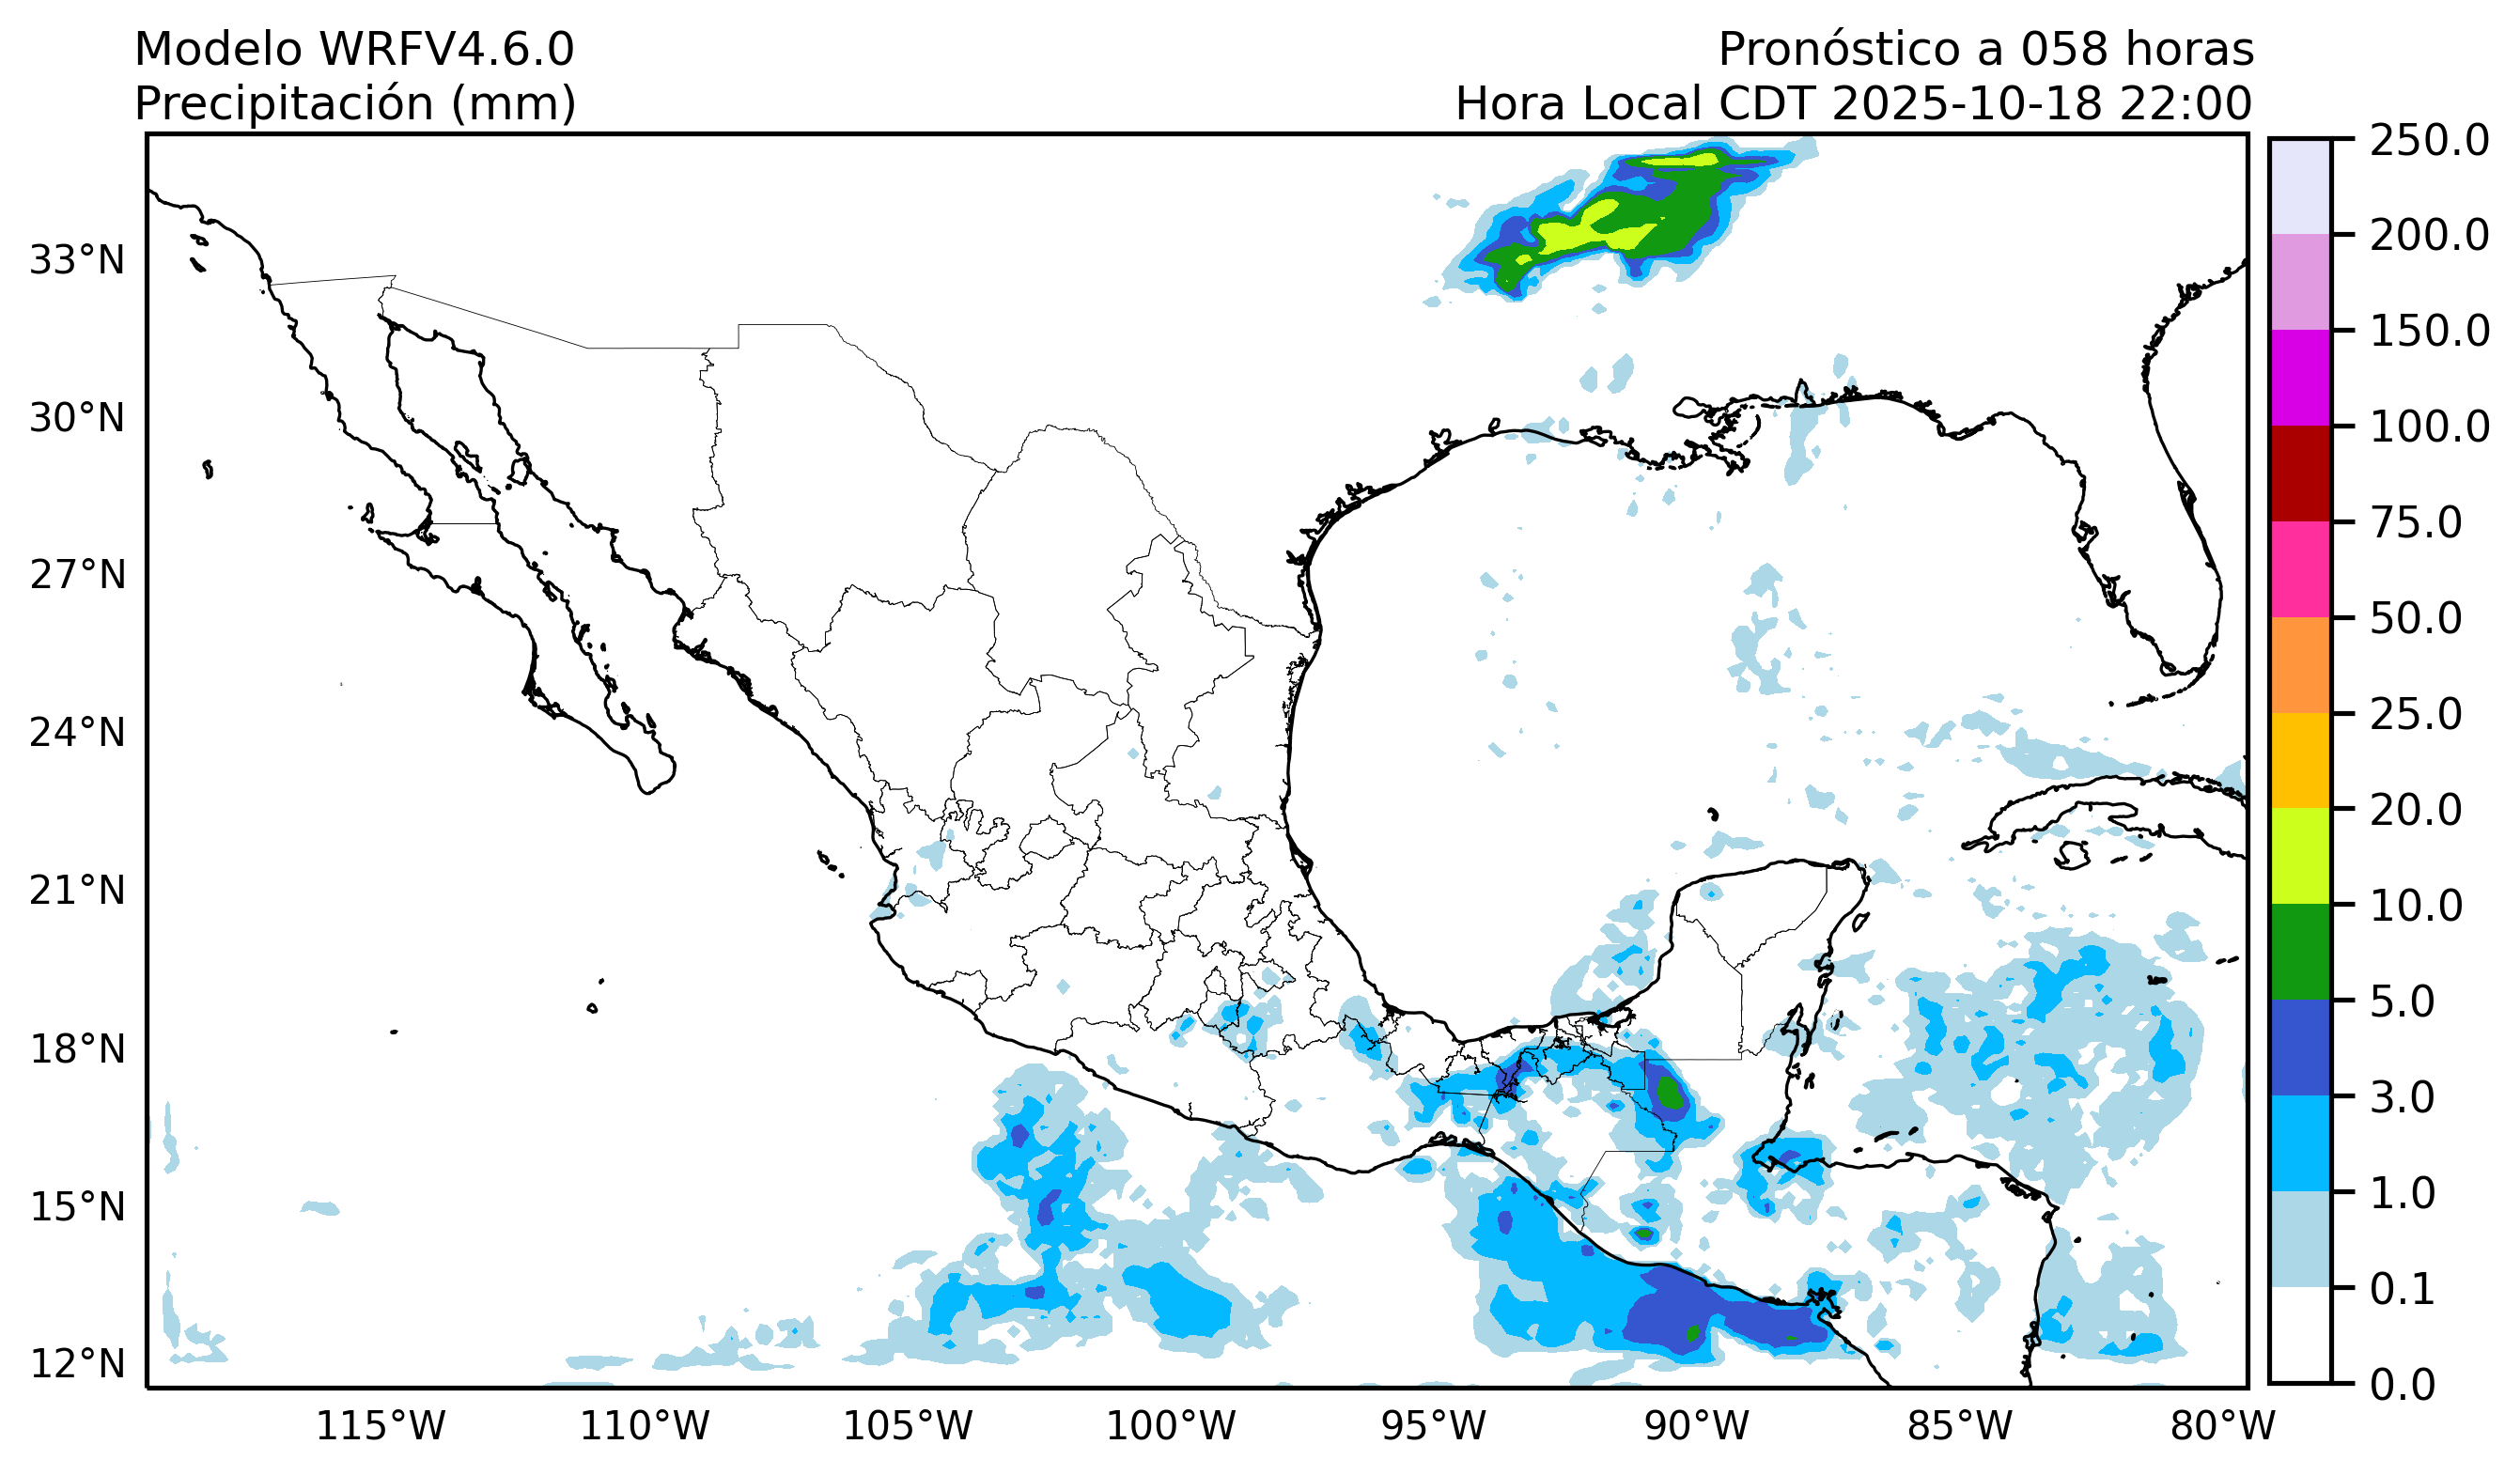 Modelo WRFV4.6.0
Precipitación (mm)
Pronóstico a 058 horas
Hora Local CDT 2025-10-18 22:00
33°N
30°N
27°N
24°N
21°N
18°N
15°N
12°N
115°W
110°W
105°W
100°W
95°W
90°W
85°W
80°W
250.0
200.0
150.0
100.0
75.0
50.0
25.0
20.0
10.0
5.0
3.0
1.0
0.1
0.0